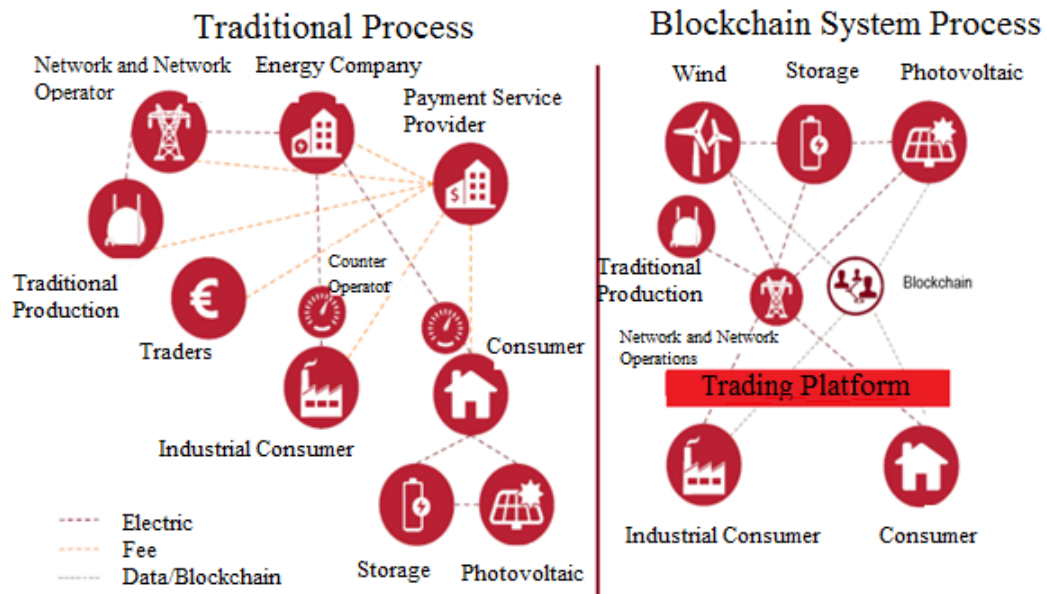 Traditional Process
Network and Network
Operator
Energy Company
Payment Service
Provider
$
Traditional
Production
€
Traders
Counter
Operator
Consumer
Industrial Consumer
Storage
Photovoltaic
Electric
Fee
Data/Blockchain
Blockchain System Process
Wind
Storage
Photovoltaic
Traditional
Production
Blockchain
Network and Network
Operations
Trading Platform
Industrial Consumer
Consumer